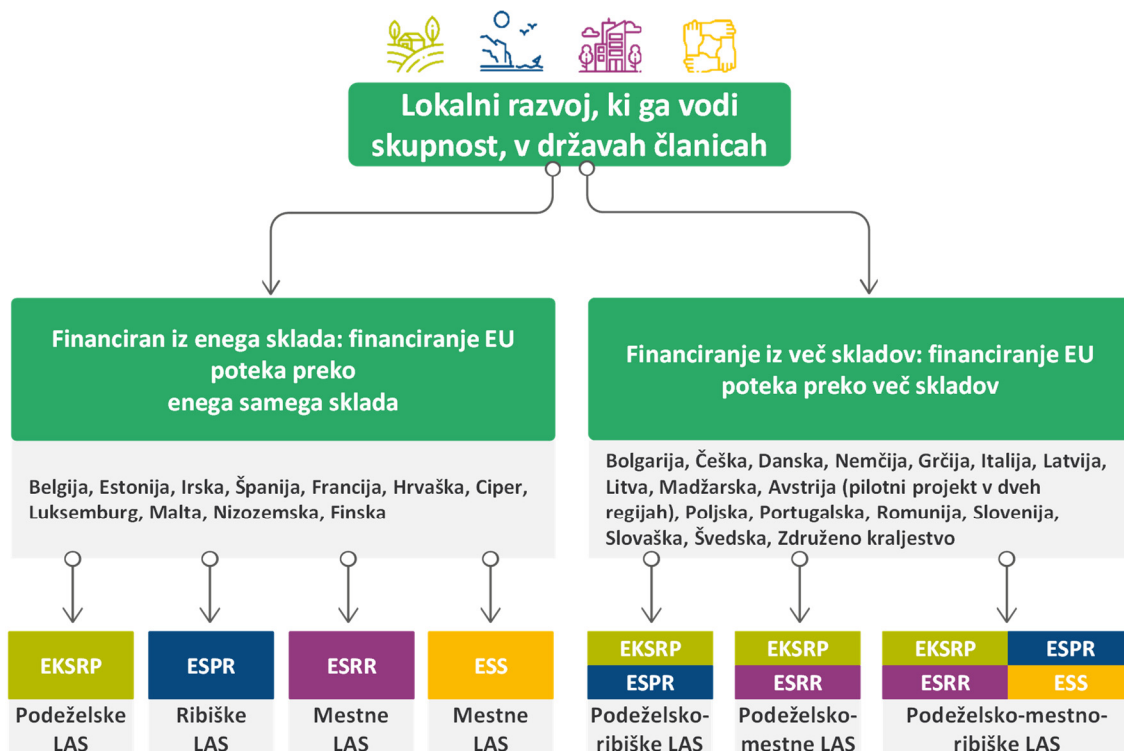 Lokalni razvoj, ki ga vodi
skupnost, v državah članicah
Financiran iz enega sklada: financiranje EU
poteka preko
enega samega sklada
Belgija, Estonija, Irska, Španija, Francija, Hrvaška, Ciper,
Luksemburg, Malta, Nizozemska, Finska
EKSRP
Podeželske
LAS
ESPR
Ribiške
LAS
ESRR
Mestne
LAS
ESS
Mestne
LAS
Financiranje iz več skladov: financiranje EU
poteka preko več skladov
Bolgarija, Češka, Danska, Nemčija, Grčija, Italija, Latvija,
Litva, Madžarska, Avstrija (pilotni projekt v dveh
regijah), Poljska, Portugalska, Romunija, Slovenija,
Slovaška, Švedska, Združeno kraljestvo
EKSRP
ESPR
Podeželsko-
ribiške LAS
EKSRP
ESRR
Podeželsko-
mestne LAS
EKSRP ESPR
ESRR ESS
Podeželsko-mestno-
ribiške LAS